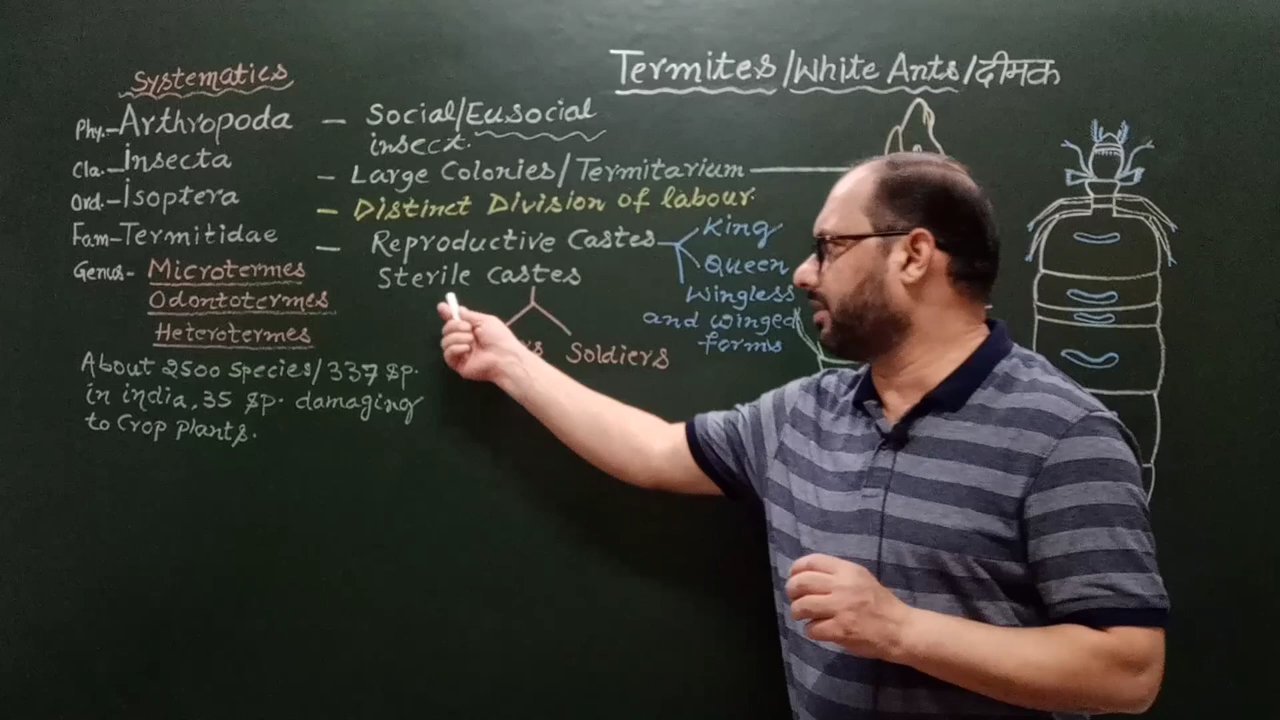 Termites/White Ants/दीमक
Systematics
Phy.-Arthropoda
Cla.-Insecta
Ord.-Isoptera
Fam-Termitidae
Genus- Microtermes
Odontotermes
Heterotermes
About 2500 Species/337 sp.
in india, 35 sp. damaging
to Crop plants.
- Social/Eusocial
insect.
- Large Colonies/Termitarium
- Distinct Division of labour.
- Reproductive Castes
King
Queen
Wingless
and winged
forms
Sterile castes
Soldiers